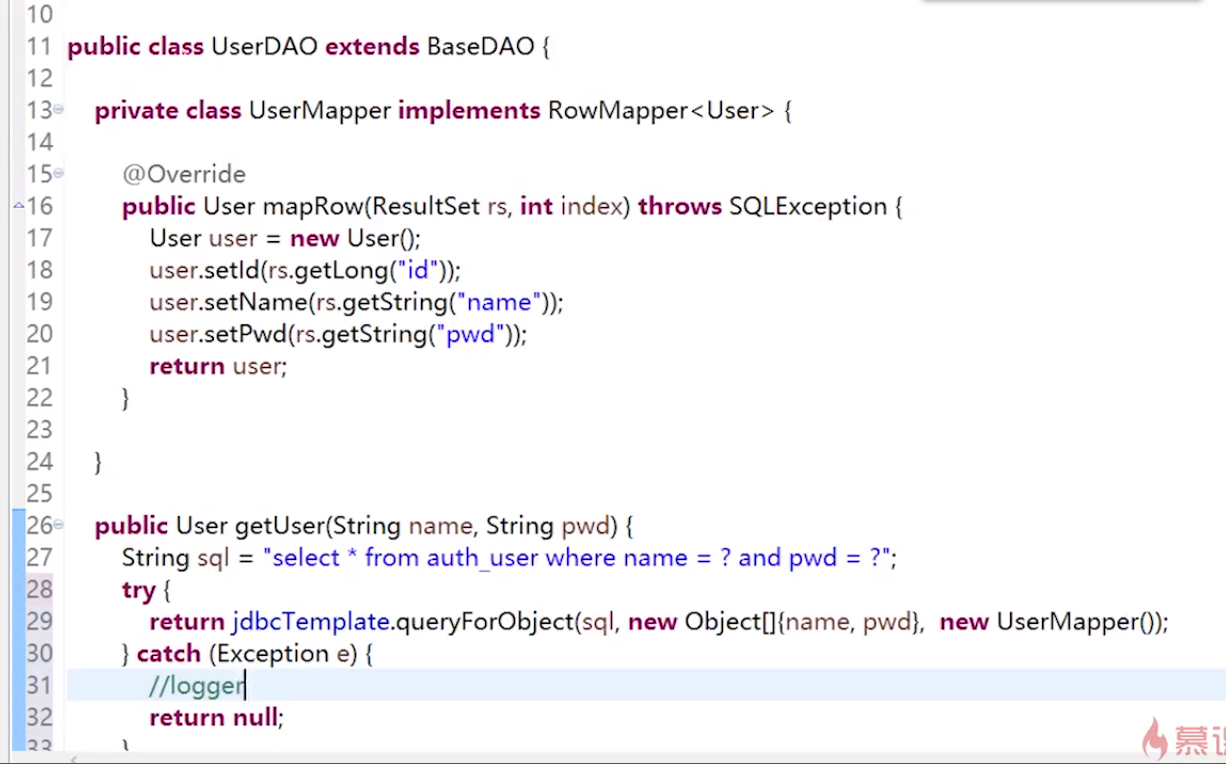 10
11 public class UserDAO extends BaseDAO {
12
13 private class UserMapper implements RowMapper<User> {
14
15 @Override
16 public User mapRow(ResultSet rs, int index) throws SQLException {
17 User user = new User();
18 user.setId(rs.getLong("id"));
19 user.setName(rs.getString("name"));
20 user.setPwd(rs.getString("pwd"));
21 return user;
22 }
23
24 }
25
26 public User getUser(String name, String pwd) {
27 String sql = "select * from auth_user where name = ? and pwd = ?";
28 try {
29 return jdbcTemplate.queryForObject(sql, new Object[]{name, pwd}, new UserMapper());
30 } catch (Exception e) {
31 //logger
32 return null;
33 }
慕